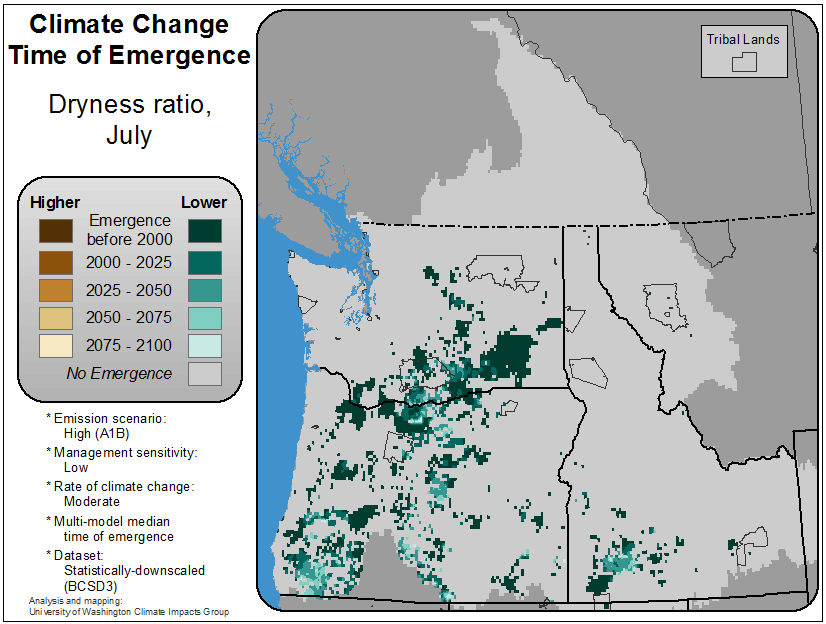 Climate Change
Time of Emergence
Dryness ratio,
July
Higher
Lower
Emergence
before 2000
2000 - 2025
2025 - 2050
2050 - 2075
2075 - 2100
No Emergence
* Emission scenario:
High (A1B)
* Management sensitivity:
Low
* Rate of climate change:
Moderate
* Multi-model median
time of emergence
* Dataset:
Statistically-downscaled
(BCSD3)
Analysis and mapping:
University of Washington Climate Impacts Group
Tribal Lands